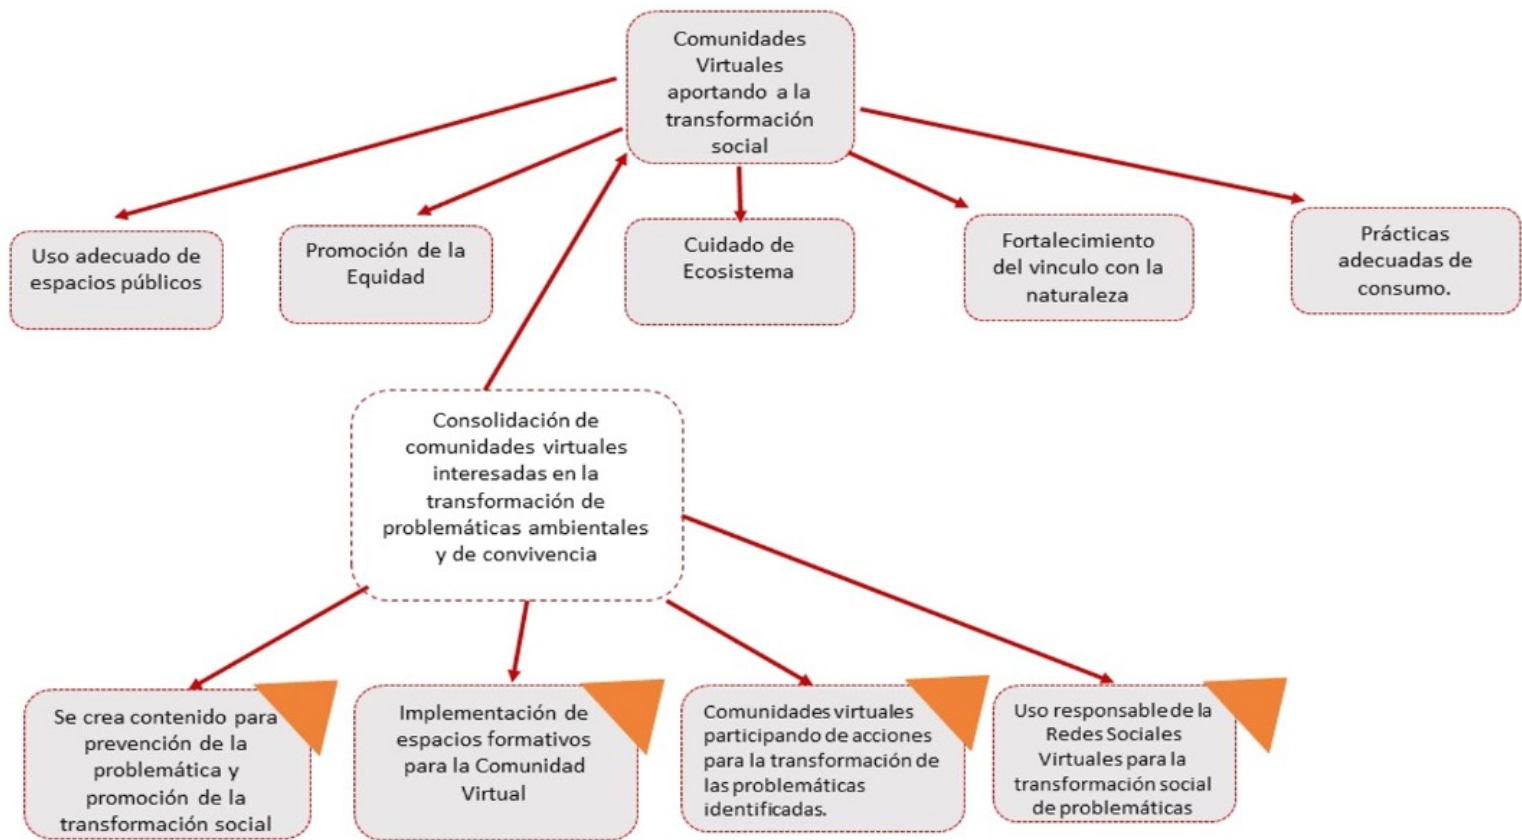 Comunidades
Virtuales
aportando a la
transformación
social
Uso adecuado de
espacios públicos
Promoción de la
Equidad
Cuidado de
Ecosistema
Fortalecimiento
del vinculo con la
naturaleza
Prácticas
adecuadas de
consumo.
Consolidación de
comunidades virtuales
interesadas en la
transformación de
problemáticas ambientales
y de convivencia
Se crea contenido para
prevención de la
problemática y
promoción de la
transformación social
Implementación de
espacios formativos
para la Comunidad
Virtual
Comunidades virtuales
participando de acciones
para la transformación de
las problemáticas
identificadas.
Uso responsable de la
Redes Sociales
Virtuales para la
transformación social
de problemáticas